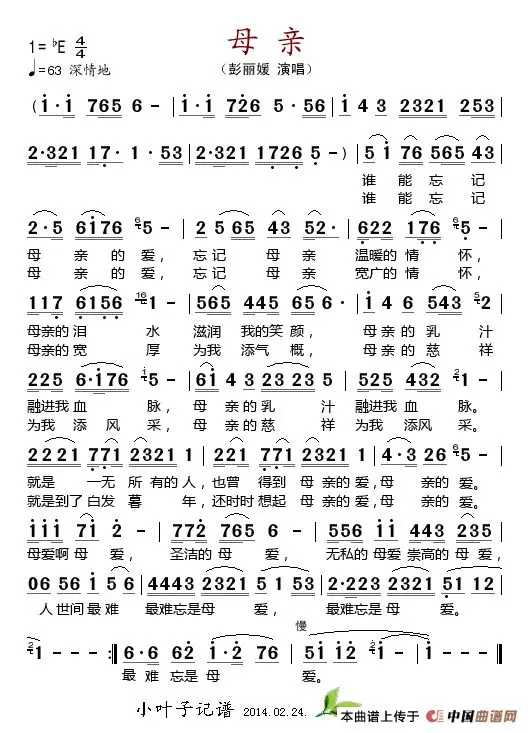 母 亲
1= ♭E 4/4
（彭丽媛 演唱）
♩=63 深情地
( i · i 765 6 - | i · i 1726 5 · 56 | i 4 3 2321 253
2·321 17· 1 · 53 | 2·321 1726 5 - ) | 5 i 76 565 43
谁 能 忘 记
谁 能 忘 记
2 · 5 6i76 5 - | 2 5 65 43 52· | 622 176 5 - |
母 亲 的 爱， 忘记 母 亲 温暖的 情 怀，
母 亲 的 爱， 忘记 母 亲 宽广的 情 怀，
117 6156 1 - | 565 445 65 6 · | i 4 6 543 2
母亲的 泪 水 滋润 我的 笑 颜， 母 亲 的 乳 汁
母亲的 宽 厚 为我 添气 概， 母 亲 的 慈 祥
225 6·i76 5 - | 6i 4 3 23 23 5 | 525 432 1 - |
融进我 血 脉， 母 亲 的 乳 汁 融进我 血 脉。
为我 添 风 采， 母 亲 的 慈 祥 为我 添风 采。
2221 771 2321 1 | 221 771 2321 2 | 4·3 26 5 - |
就是 一无 所 有的 人，也曾 得到 母亲的 爱，母 亲的 爱。
就是到了 白发 暮 年，还时时 想起 母亲的 爱，母 亲的 爱。
iii 7i 2 - | 772 765 6 - | 556 ii 443 235
母爱啊 母 爱， 圣洁的 母 爱， 无私的 母爱 崇高的 母 爱，
06 56 i 5 6 | 4443 2321 5 1 53 | 2·223 2321 51 12
人世间 最 难 最难忘是 母 爱， 最难忘是 母 爱。
慢
1 - - - :‖ 6·6 22 i·2 76 | 5i i·2 i - | i - - - ‖
最 难 忘是 母 爱。
小叶子记谱 2014.02.24.
本曲谱上传于 中国曲谱网